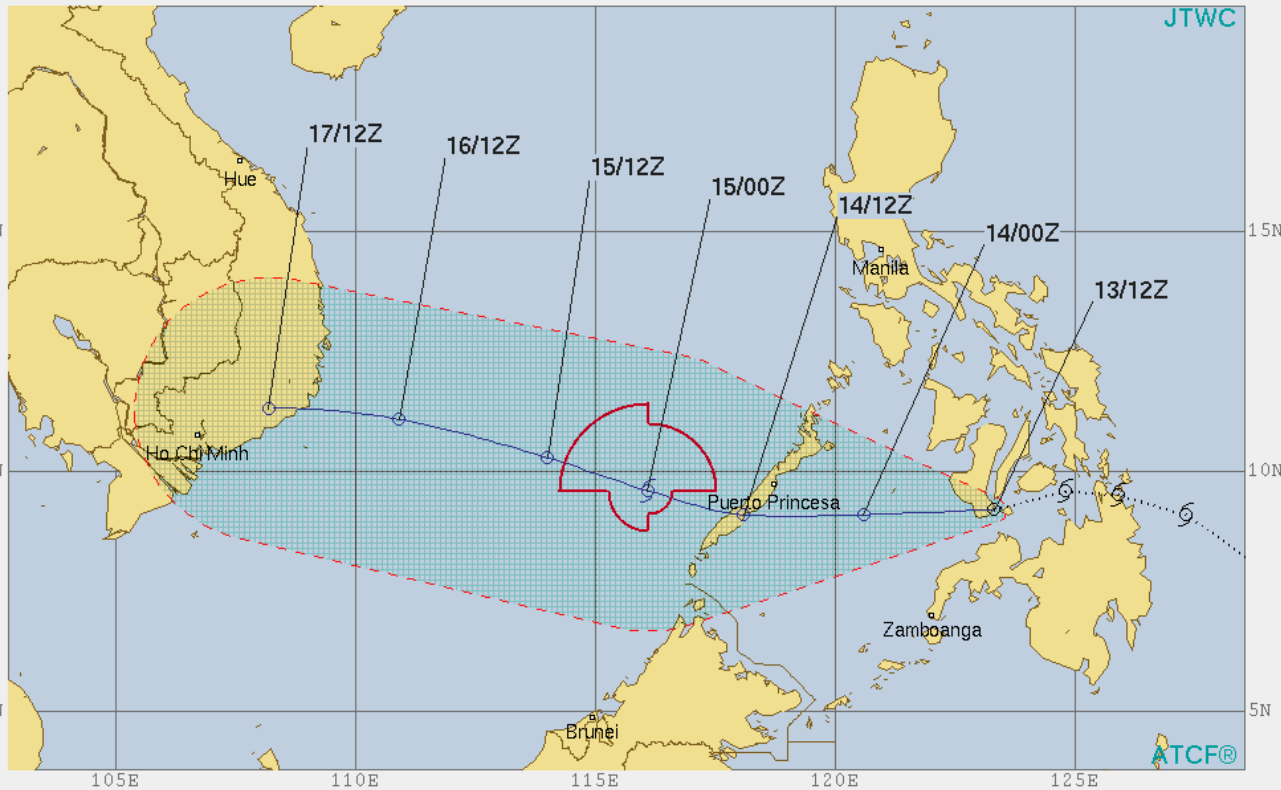 JTWC
17/12Z
16/12Z
15/12Z
15/00Z
14/12Z
14/00Z
13/12Z
Hue
15N
Manila
Ho Chi Minh
10N
Puerto Princesa
Zamboanga
Brunei
5N
ATCF®
105E
110E
115E
120E
125E